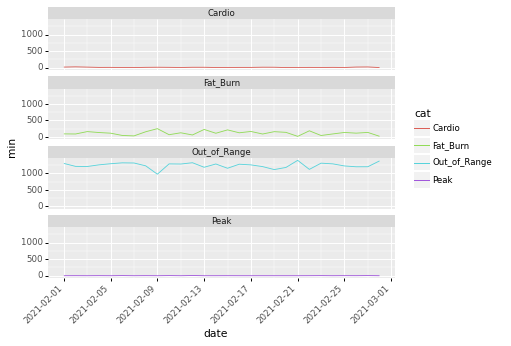 Cardio
1000
500
0
Fat_Burn
1000
500
0
min
Out_of_Range
1000
500
0
Peak
1000
500
0
2021-02-01
2021-02-05
2021-02-09
2021-02-13
2021-02-17
2021-02-21
2021-02-25
2021-03-01
date
cat
Cardio
Fat_Burn
Out_of_Range
Peak